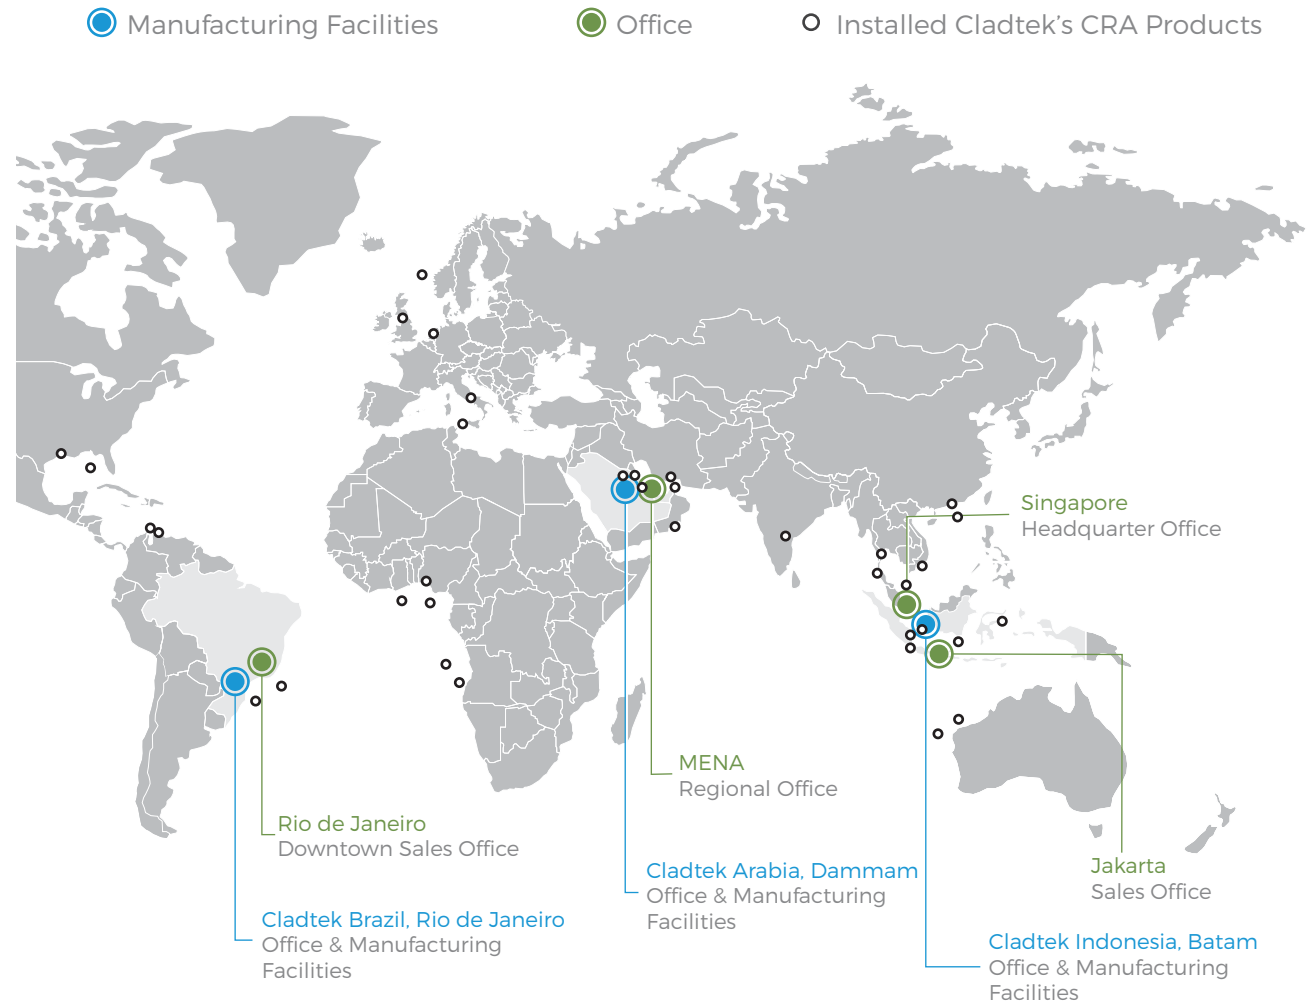 Manufacturing Facilities
Office
Installed Cladtek’s CRA Products
Singapore
Headquarter Office
MENA
Regional Office
Rio de Janeiro
Downtown Sales Office
Cladtek Arabia, Dammam
Office & Manufacturing
Facilities
Jakarta
Sales Office
Cladtek Brazil, Rio de Janeiro
Office & Manufacturing
Facilities
Cladtek Indonesia, Batam
Office & Manufacturing
Facilities